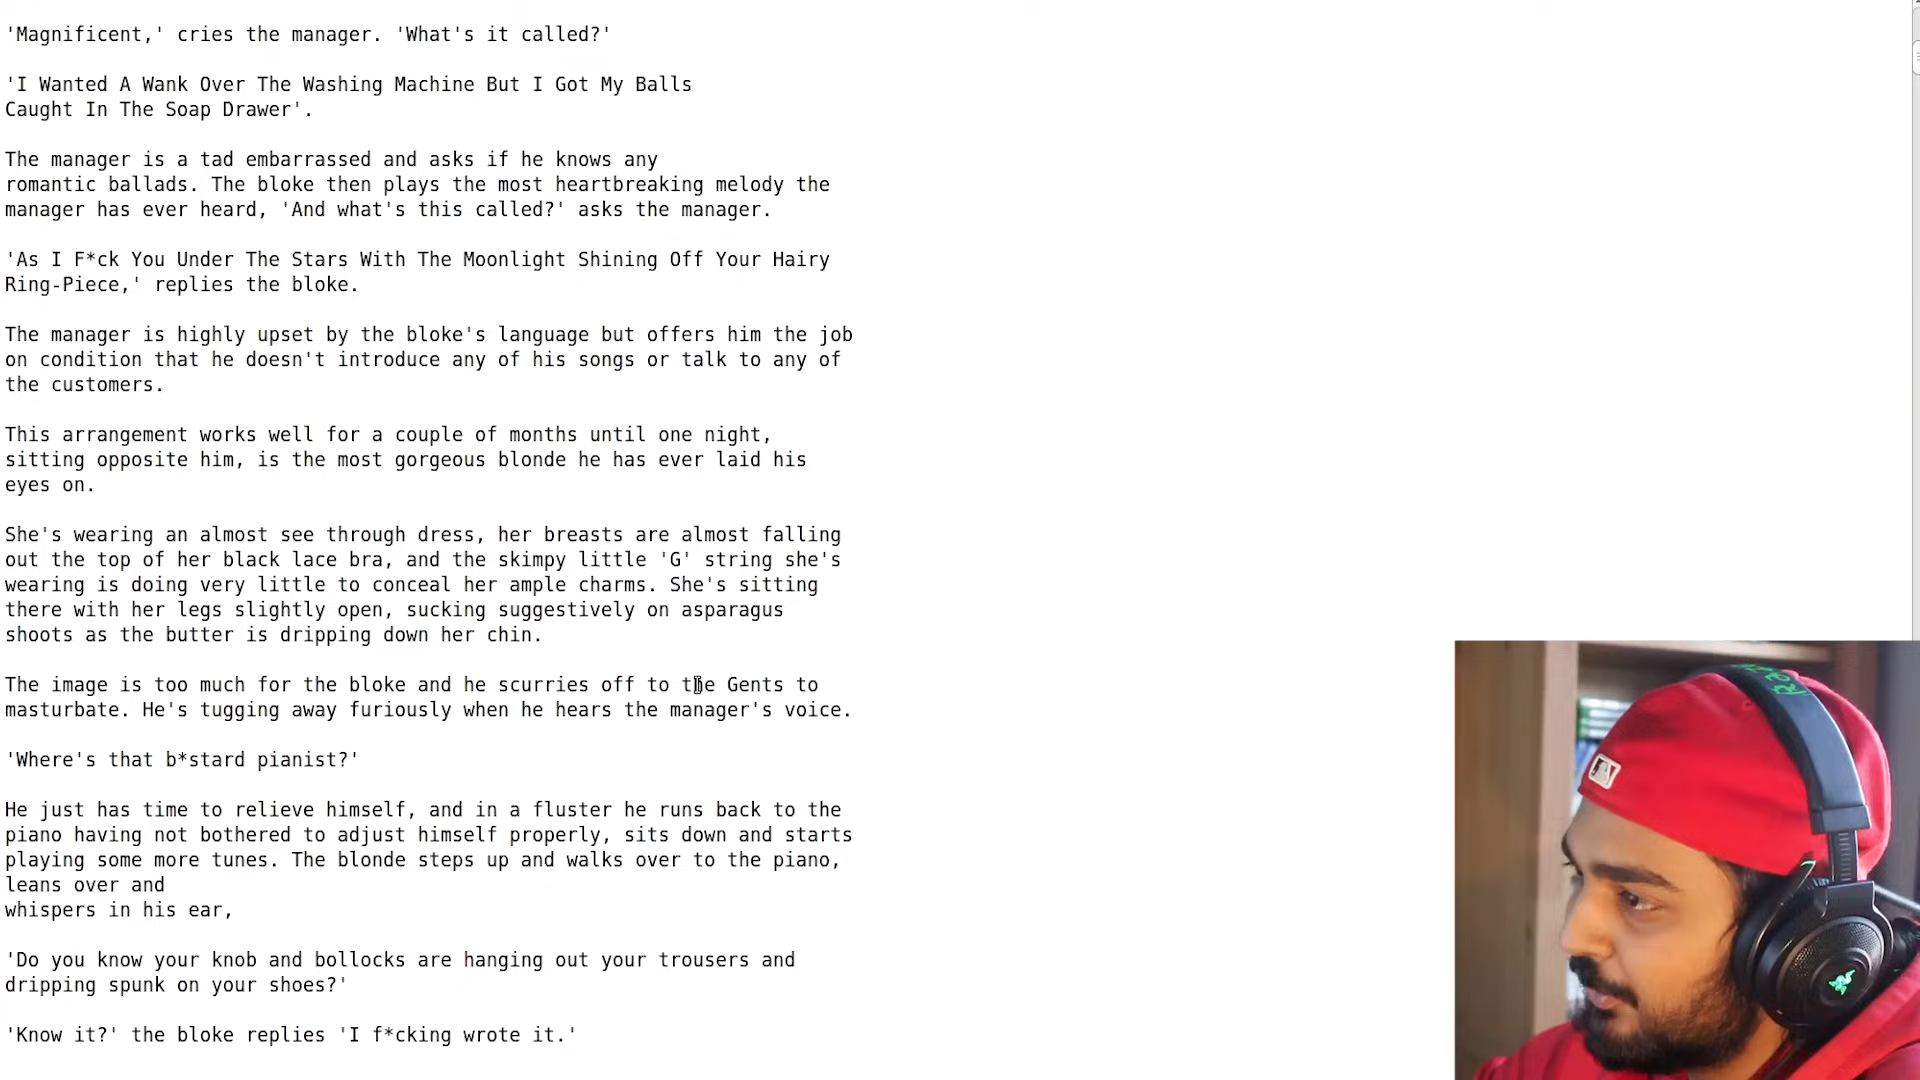 'Magnificent,' cries the manager. 'What's it called?'
'I Wanted A Wank Over The Washing Machine But I Got My Balls
Caught In The Soap Drawer'.
The manager is a tad embarrassed and asks if he knows any
romantic ballads. The bloke then plays the most heartbreaking melody the
manager has ever heard, 'And what's this called?' asks the manager.
'As I F*ck You Under The Stars With The Moonlight Shining Off Your Hairy
Ring-Piece,' replies the bloke.
The manager is highly upset by the bloke's language but offers him the job
on condition that he doesn't introduce any of his songs or talk to any of
the customers.
This arrangement works well for a couple of months until one night,
sitting opposite him, is the most gorgeous blonde he has ever laid his
eyes on.
She's wearing an almost see through dress, her breasts are almost falling
out the top of her black lace bra, and the skimpy little 'G' string she's
wearing is doing very little to conceal her ample charms. She's sitting
there with her legs slightly open, sucking suggestively on asparagus
shoots as the butter is dripping down her chin.
The image is too much for the bloke and he scurries off to the Gents to
masturbate. He's tugging away furiously when he hears the manager's voice.
'Where's that b*stard pianist?'
He just has time to relieve himself, and in a fluster he runs back to the
piano having not bothered to adjust himself properly, sits down and starts
playing some more tunes. The blonde steps up and walks over to the piano,
leans over and
whispers in his ear,
'Do you know your knob and bollocks are hanging out your trousers and
dripping spunk on your shoes?'
'Know it?' the bloke replies 'I f*cking wrote it.'